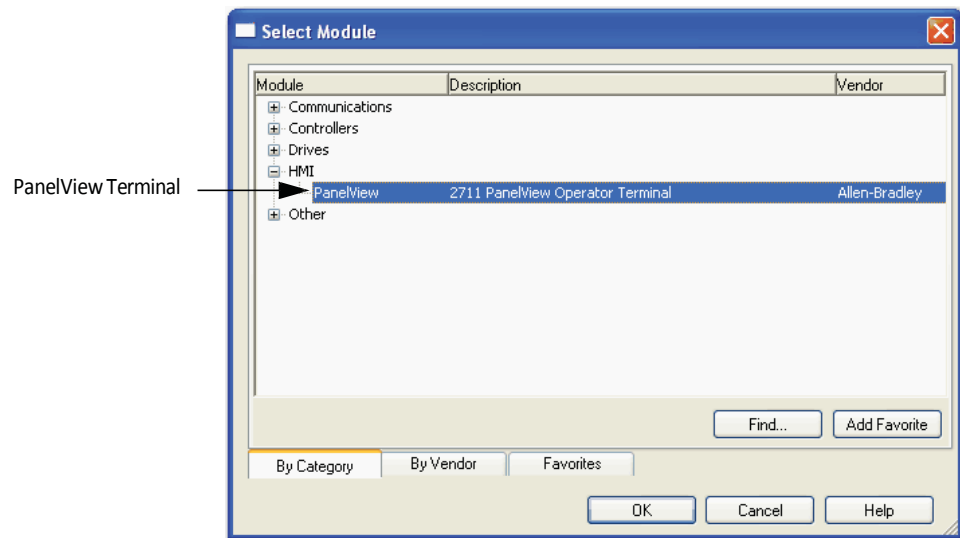 Select Module
Module Description Vendor
Communications
Controllers
Drives
HMI
PanelView Terminal
PanelView 2711 PanelView Operator Terminal Allen-Bradley
Other
Find... Add Favorite
By Category By Vendor Favorites
OK Cancel Help